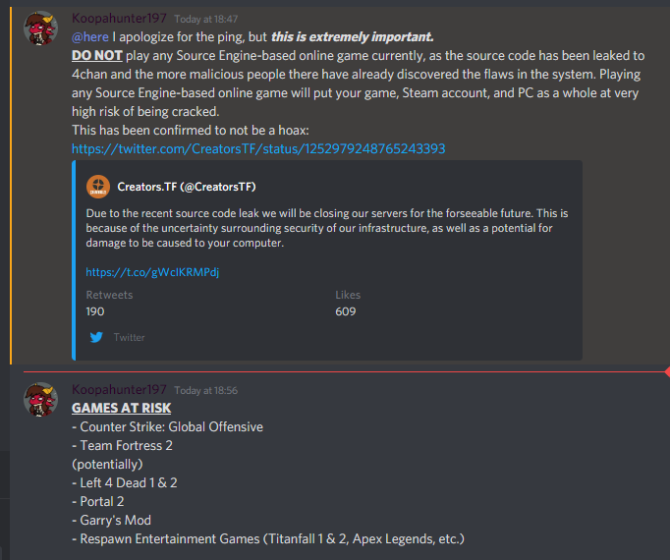 Koopahunter197 Today at 18:47
@here I apologize for the ping, but this is extremely important.
DO NOT play any Source Engine-based online game currently, as the source code has been leaked to
4chan and the more malicious people there have already discovered the flaws in the system. Playing
any Source Engine-based online game will put your game, Steam account, and PC as a whole at very
high risk of being cracked.
This has been confirmed to not be a hoax:
https://twitter.com/CreatorsTF/status/1252979248765243393
Creators.TF (@CreatorsTF)
Due to the recent source code leak we will be closing our servers for the forseeable future. This is
because of the uncertainty surrounding security of our infrastructure, as well as a potential for
damage to be caused to your computer.
https://t.co/gWclKRMPdj
Retweets Likes
190 609
Twitter
Koopahunter197 Today at 18:56
GAMES AT RISK
- Counter Strike: Global Offensive
- Team Fortress 2
(potentially)
- Left 4 Dead 1 & 2
- Portal 2
- Garry's Mod
- Respawn Entertainment Games (Titanfall 1 & 2, Apex Legends, etc.)